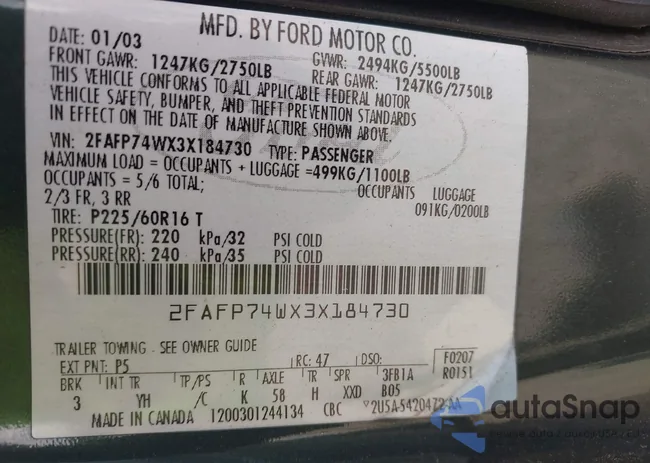 MFD. BY FORD MOTOR CO.
DATE: 01/03 GVWR: 2494KG/5500LB
FRONT GAWR: 1247KG/2750LB REAR GAWR: 1247KG/2750LB
THIS VEHICLE CONFORMS TO ALL APPLICABLE FEDERAL MOTOR
VEHICLE SAFETY, BUMPER, AND THEFT PREVENTION STANDARDS
IN EFFECT ON THE DATE OF MANUFACTURE SHOWN ABOVE.
VIN: 2FAFP74WX3X184730 TYPE: PASSENGER
MAXIMUM LOAD = OCCUPANTS + LUGGAGE = 499KG/1100LB
OCCUPANTS = 5/6 TOTAL; OCCUPANTS LUGGAGE
2/3 FR, 3 RR 091KG/0200LB
TIRE: P225/60R16 T
PRESSURE(FR): 220 kPa/32 PSI COLD
PRESSURE(RR): 240 kPa/35 PSI COLD
2FAFP74WX3X184730
TRAILER TOWING - SEE OWNER GUIDE
EXT PNT: P5 RC: 47 DSO: F0207
BRK INT TR TP/PS R AXLE TR SPR 3FB1A R0151
3 YH /C K 58 H XXD B05
MADE IN CANADA 1200301244134 CBC 2U5A-5420472-AA
autoSnap